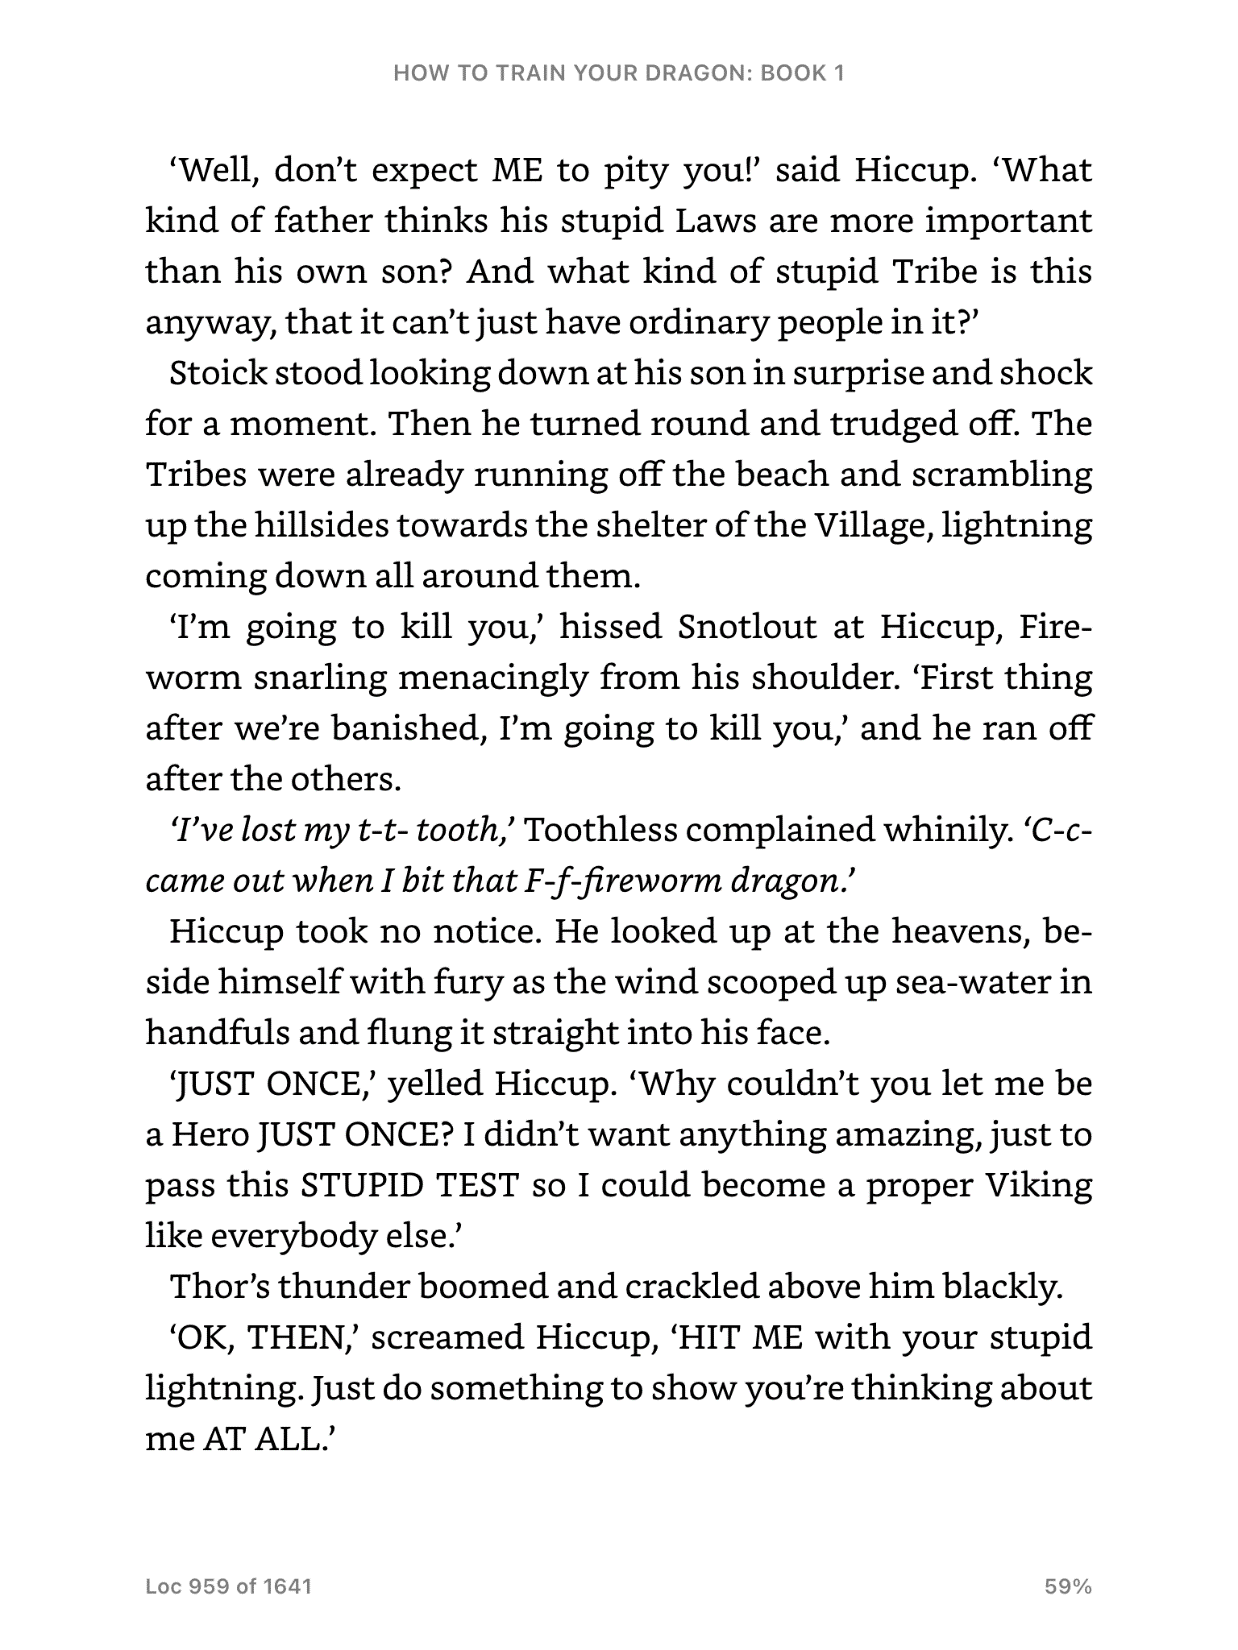 HOW TO TRAIN YOUR DRAGON: BOOK 1
‘Well, don’t expect ME to pity you!’ said Hiccup. ‘What
kind of father thinks his stupid Laws are more important
than his own son? And what kind of stupid Tribe is this
anyway, that it can’t just have ordinary people in it?’
Stoick stood looking down at his son in surprise and shock
for a moment. Then he turned round and trudged off. The
Tribes were already running off the beach and scrambling
up the hillsides towards the shelter of the Village, lightning
coming down all around them.
‘I’m going to kill you,’ hissed Snotlout at Hiccup, Fire-
worm snarling menacingly from his shoulder. ‘First thing
after we’re banished, I’m going to kill you,’ and he ran off
after the others.
‘I’ve lost my t-t- tooth,’ Toothless complained whinily. ‘C-c-
came out when I bit that F-f-fireworm dragon.’
Hiccup took no notice. He looked up at the heavens, be-
side himself with fury as the wind scooped up sea-water in
handfuls and flung it straight into his face.
‘JUST ONCE,’ yelled Hiccup. ‘Why couldn’t you let me be
a Hero JUST ONCE? I didn’t want anything amazing, just to
pass this STUPID TEST so I could become a proper Viking
like everybody else.’
Thor’s thunder boomed and crackled above him blackly.
‘OK, THEN,’ screamed Hiccup, ‘HIT ME with your stupid
lightning. Just do something to show you’re thinking about
me AT ALL.’
Loc 959 of 1641
59%